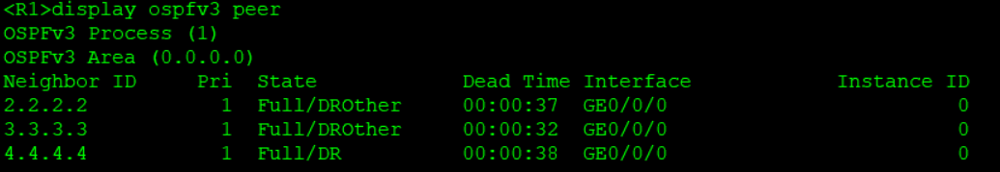 <R1>display ospfv3 peer
OSPFv3 Process (1)
OSPFv3 Area (0.0.0.0)
Neighbor ID     Pri  State            Dead Time Interface            Instance ID
2.2.2.2           1  Full/DROther     00:00:37  GE0/0/0                        0
3.3.3.3           1  Full/DROther     00:00:32  GE0/0/0                        0
4.4.4.4           1  Full/DR          00:00:38  GE0/0/0                        0